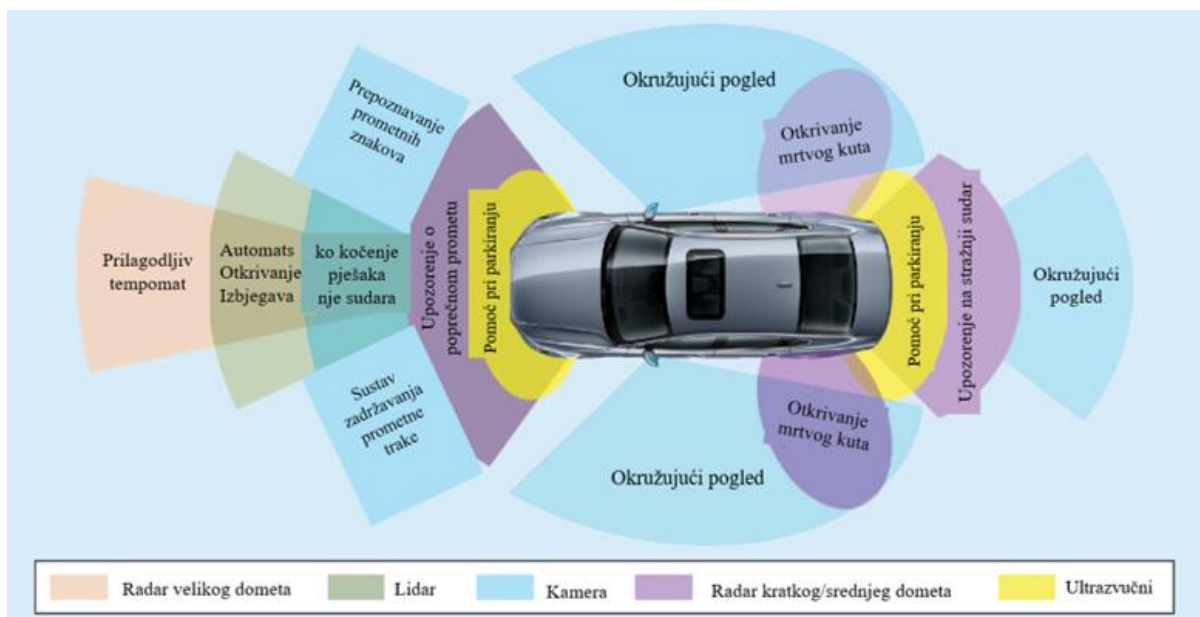 Prepoznavanje
prometnih
znakova
Okružujući pogled
Otkrivanje
mrtvog kuta
Prilagodljiv
tempomat
Automats
Otkrivanje
Izbjegava
ko kočenje
pješaka
nje sudara
Upozorenje o
poprečnom prometu
Pomoć pri parkiranju
Pomoć pri parkiranju
Upozorenje na stražnji sudar
Okružujući
pogled
Sustav
zadržavanja
prometne
trake
Okružujući pogled
Otkrivanje
mrtvog kuta
Radar velikog dometa
Lidar
Kamera
Radar kratkog/srednjeg dometa
Ultrazvučni